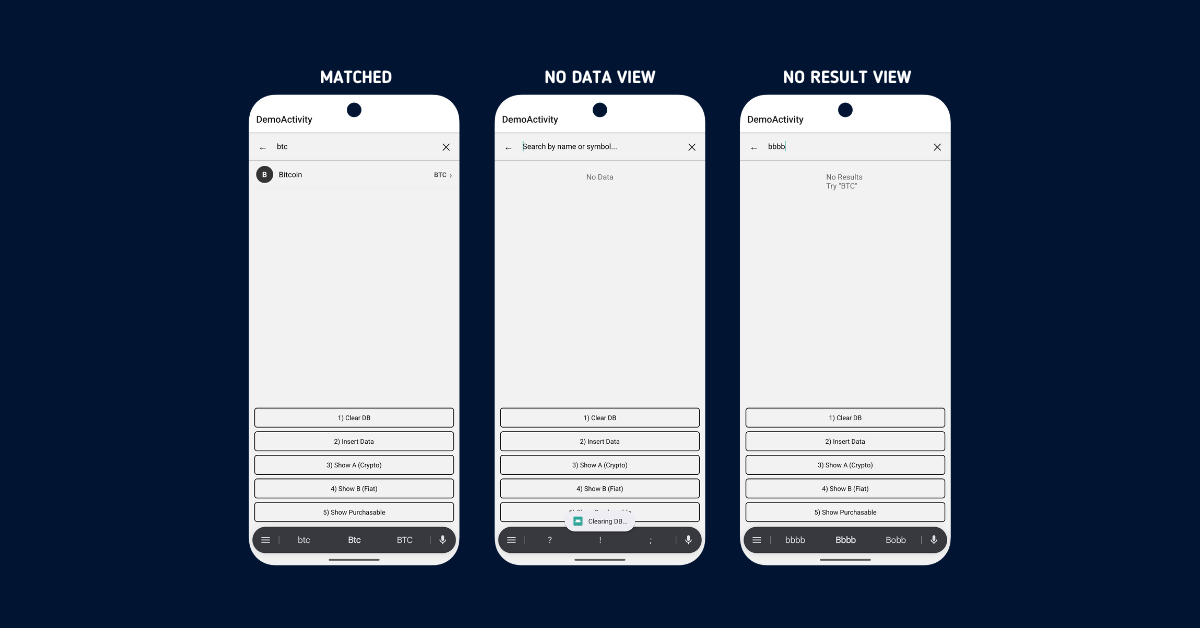 MATCHED
DemoActivity
← btc ✕
B Bitcoin BTC ›
1) Clear DB
2) Insert Data
3) Show A (Crypto)
4) Show B (Fiat)
5) Show Purchasable
btc Btc BTC
NO DATA VIEW
DemoActivity
← Search by name or symbol... ✕
No Data
1) Clear DB
2) Insert Data
3) Show A (Crypto)
4) Show B (Fiat)
Clearing DB...
? ! ;
NO RESULT VIEW
DemoActivity
← bbbb ✕
No Results
Try "BTC"
1) Clear DB
2) Insert Data
3) Show A (Crypto)
4) Show B (Fiat)
5) Show Purchasable
bbbb Bbbb Bobb